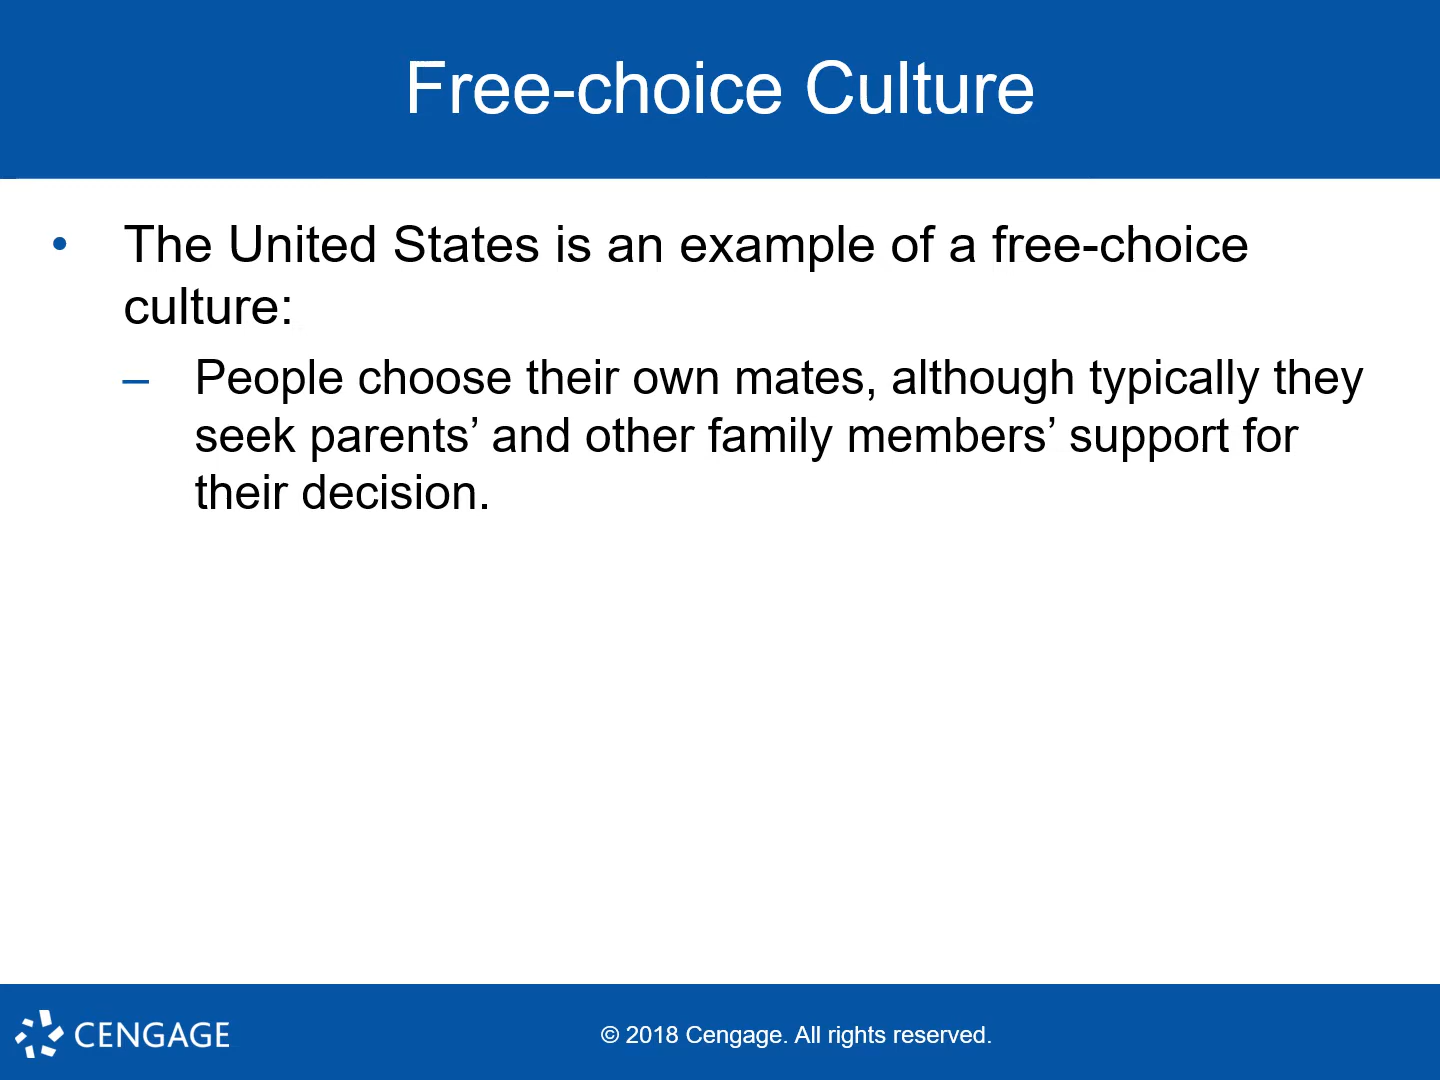 Free-choice Culture
• The United States is an example of a free-choice
culture:
– People choose their own mates, although typically they
seek parents’ and other family members’ support for
their decision.
CENGAGE
© 2018 Cengage. All rights reserved.